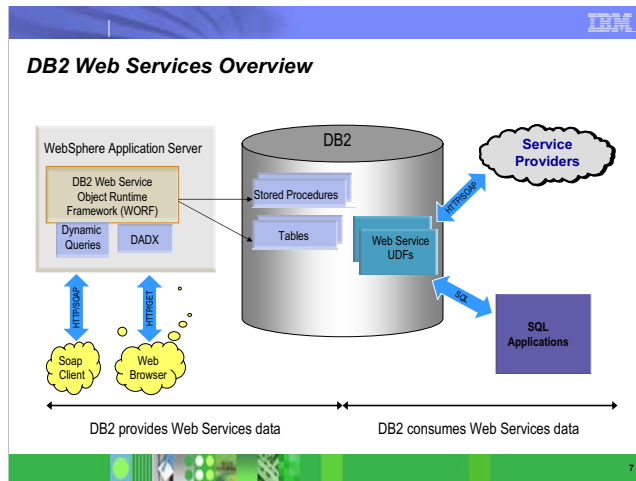 IBM
DB2 Web Services Overview
WebSphere Application Server
DB2 Web Service
Object Runtime
Framework (WORF)
Dynamic
Queries
DADX
HTTP/SOAP
HTTP/GET
Soap
Client
Web
Browser
DB2
Stored Procedures
Tables
Web Service
UDFs
HTTP/SOAP
SQL
Service
Providers
SQL
Applications
DB2 provides Web Services data
DB2 consumes Web Services data
7